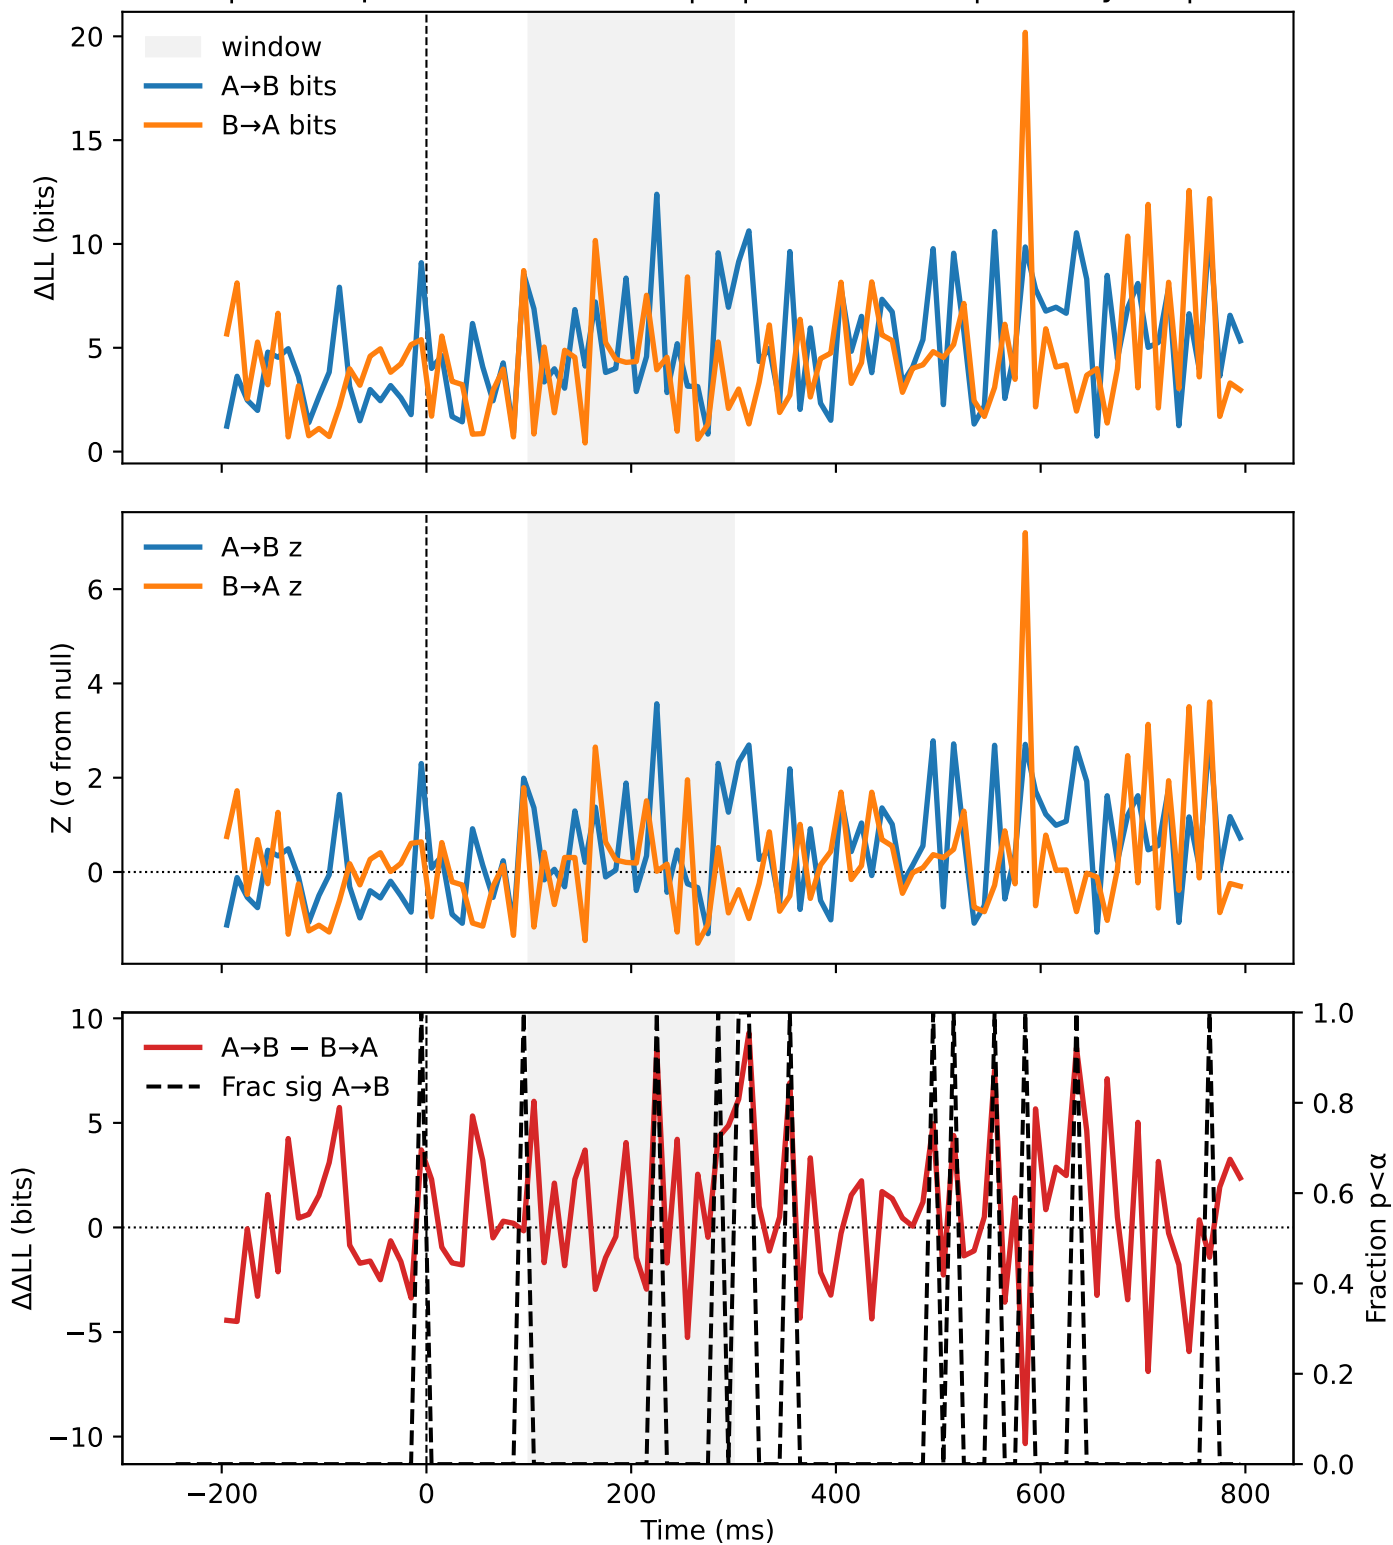 20
15
10
5
0
ΔLL (bits)
window
A→B bits
B→A bits
6
4
2
0
Z (σ from null)
A→B z
B→A z
10
5
0
−5
−10
ΔΔLL (bits)
A→B − B→A
Frac sig A→B
1.0
0.8
0.6
0.4
0.2
0.0
Fraction p<α
−200
0
200
400
600
800
Time (ms)